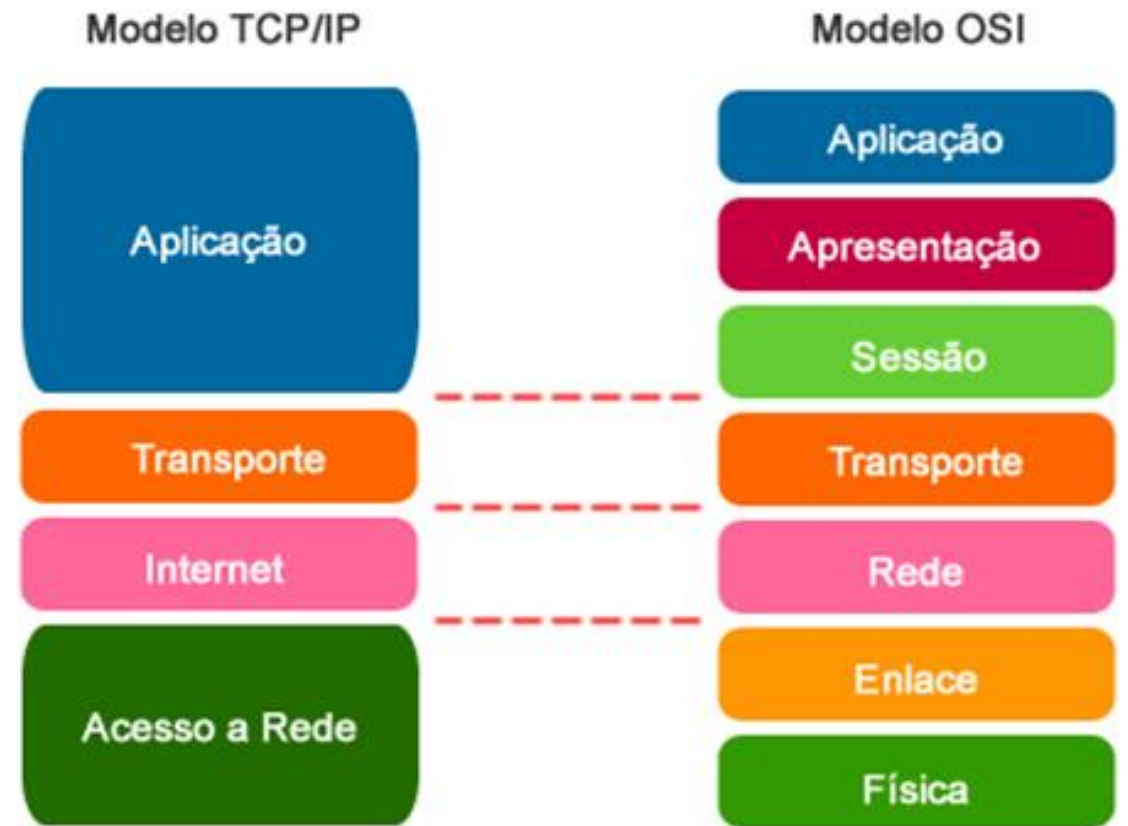 Modelo TCP/IP
Aplicação
Transporte
Internet
Acesso a Rede
Modelo OSI
Aplicação
Apresentação
Sessão
Transporte
Rede
Enlace
Física